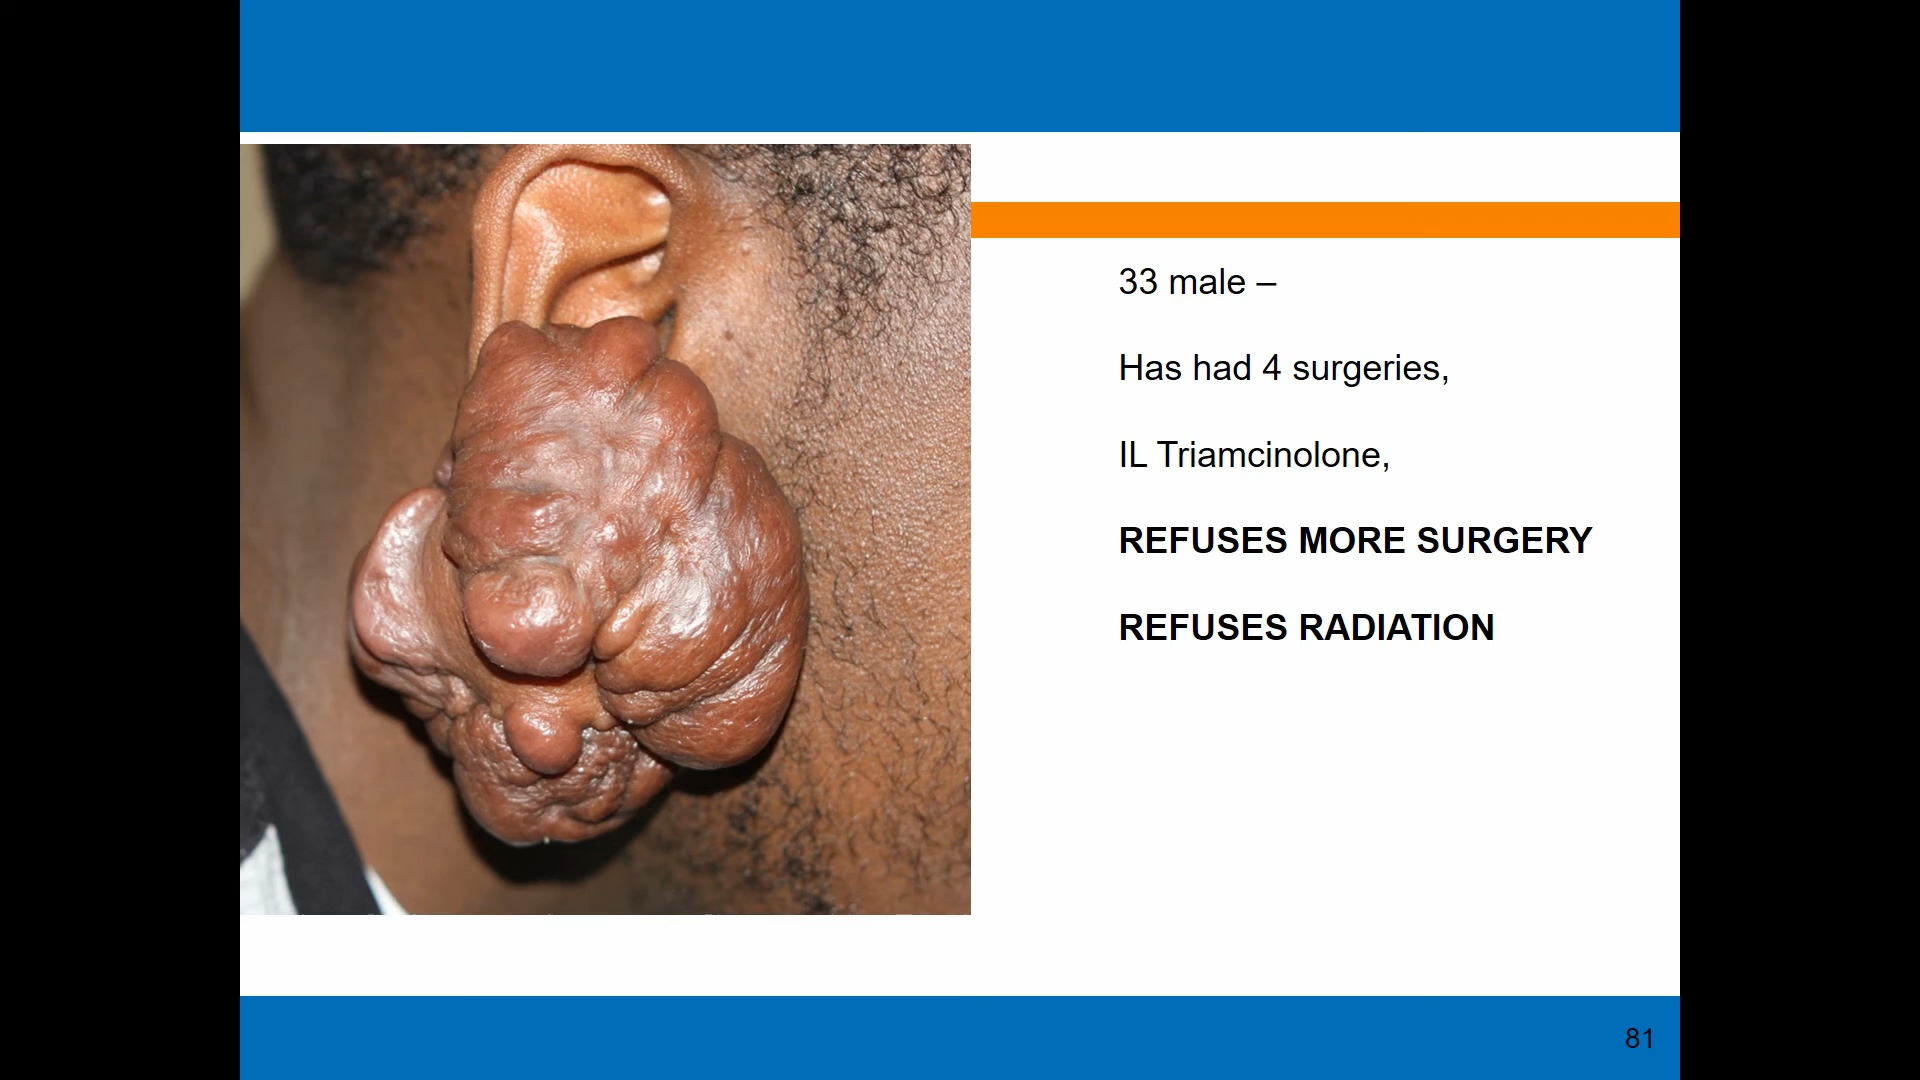 33 male –
Has had 4 surgeries,
IL Triamcinolone,
REFUSES MORE SURGERY
REFUSES RADIATION
81